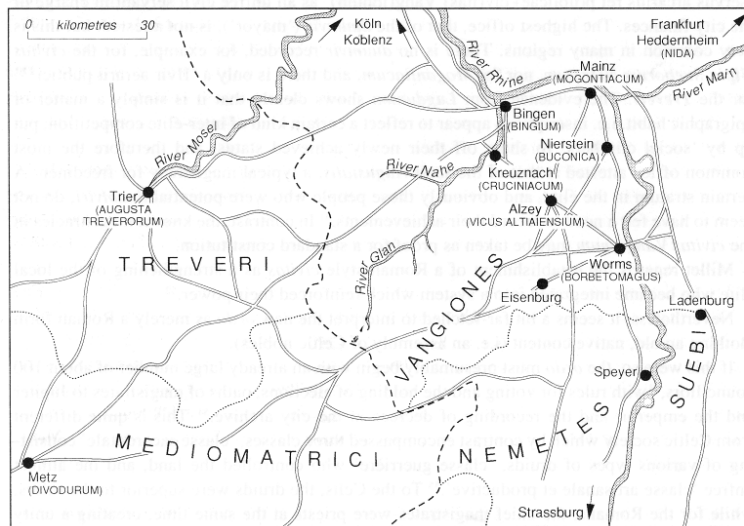 0 kilometres 30
Köln
Koblenz
Frankfurt
Heddernheim
(NIDA)
River Rhine
Mainz
(MOGONTIACUM)
River Main
River Mosel
Bingen
(BINGIUM)
Nierstein
(BUCONICA)
River Nahe
Kreuznach
(CRUCINIACUM)
Trier
(AUGUSTA
TREVERORUM)
Alzey
(VICUS ALTAIENSIUM)
River Glan
Worms
(BORBETOMAGUS)
TREVERI
VANGIONES
Eisenburg
Ladenburg
Speyer
SUEBI
MEDIOMATRICI
NEMETES
Metz
(DIVODURUM)
Strassburg